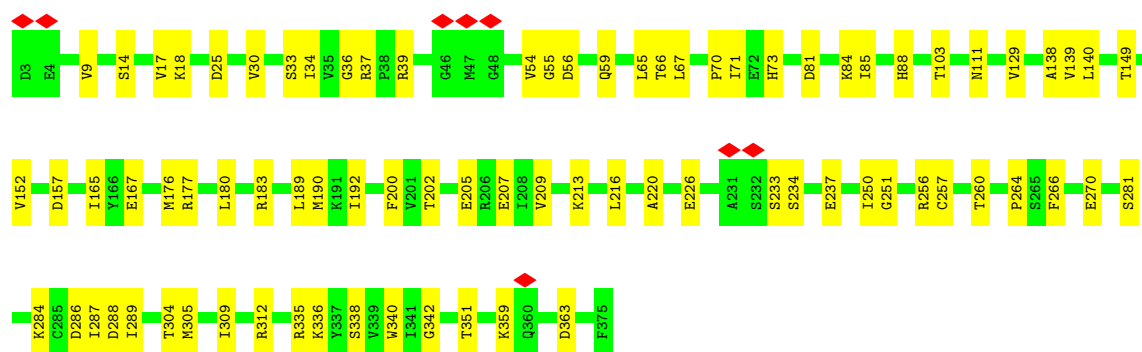 D3 E4 V9 S14 V17 K18 D25 V30 S33 I34 V35 G36 R37 P38 R39 G46 M47 G48 V54 G55 D56 Q59 L65 T66 L67 P70 I71 E72 H73 D81 K84 I85 H88 T103 N111 V129 A138 V139 L140 T149
V152 D157 I165 Y166 E167 M176 R177 L180 R183 L189 M190 K191 I192 F200 V201 T202 E205 R206 E207 I208 V209 K213 L216 A220 E226 A231 S232 S233 S234 E237 I250 G251 R256 C257 T260 P264 S265 F266 E270 S281
K284 C285 D286 I287 D288 I289 T304 M305 I309 R312 R335 K336 Y337 S338 V339 W340 I341 G342 T351 K359 Q360 D363 F375